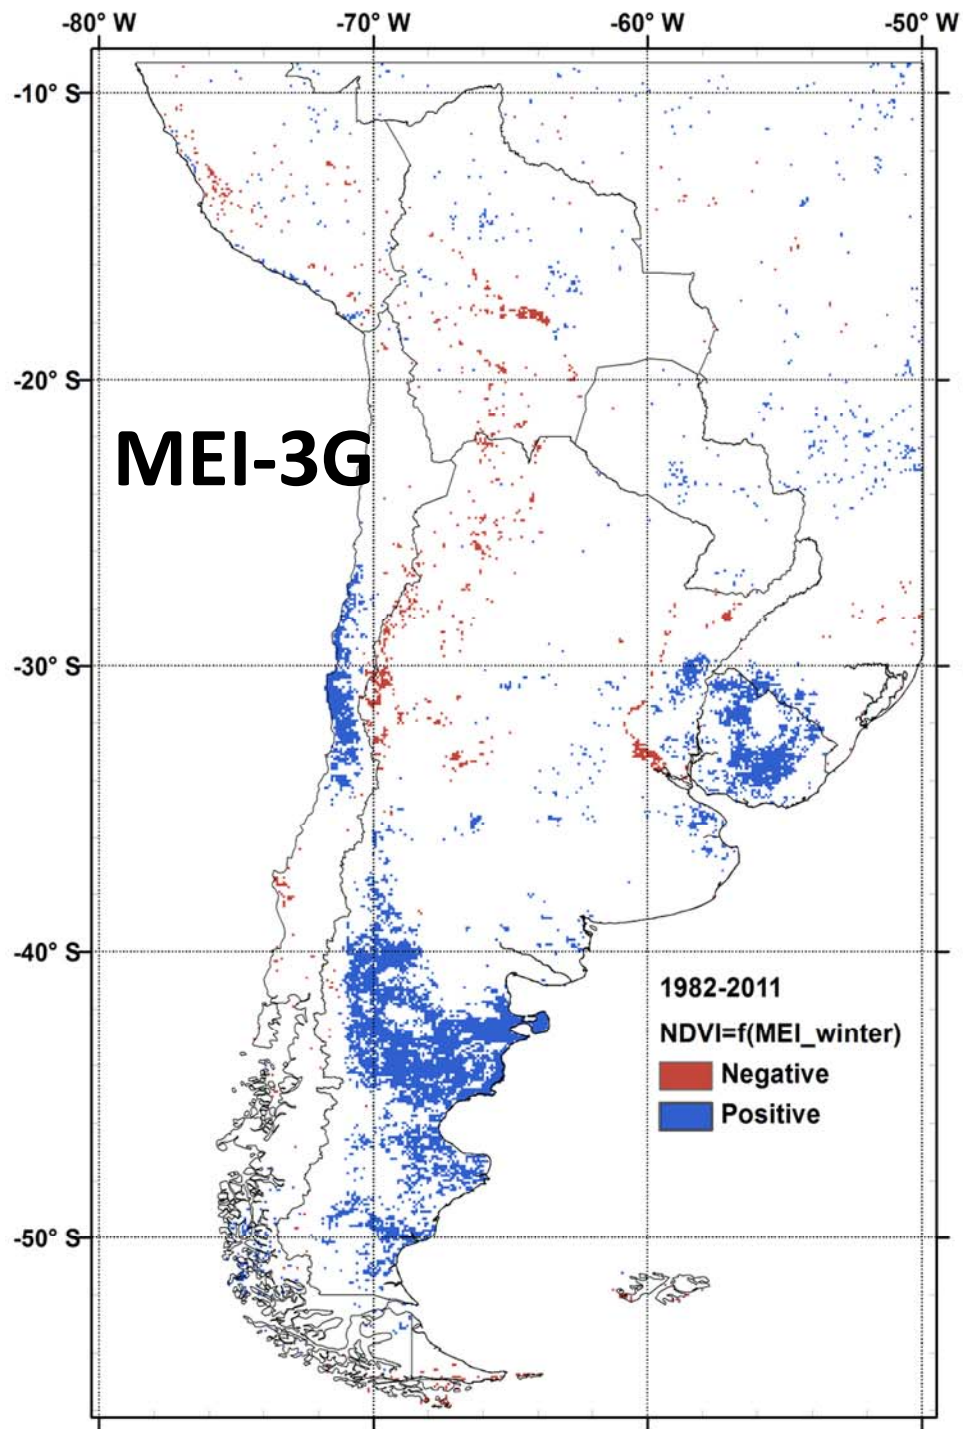 -80° W -70° W -60° W -50° W
-10° S
-20° S
MEI-3G
-30° S
-40° S
1982-2011
NDVI=f(MEI_winter)
Negative
Positive
-50° S